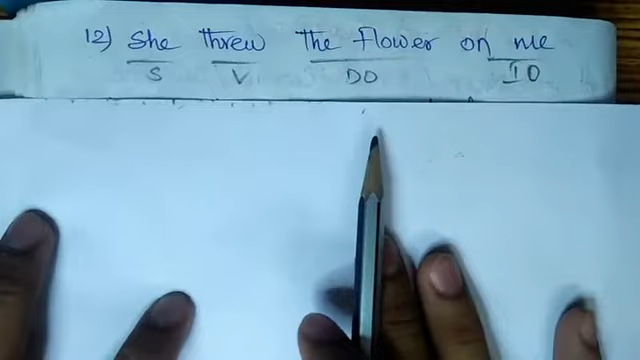 12) She threw the flower on me
S V DO IO